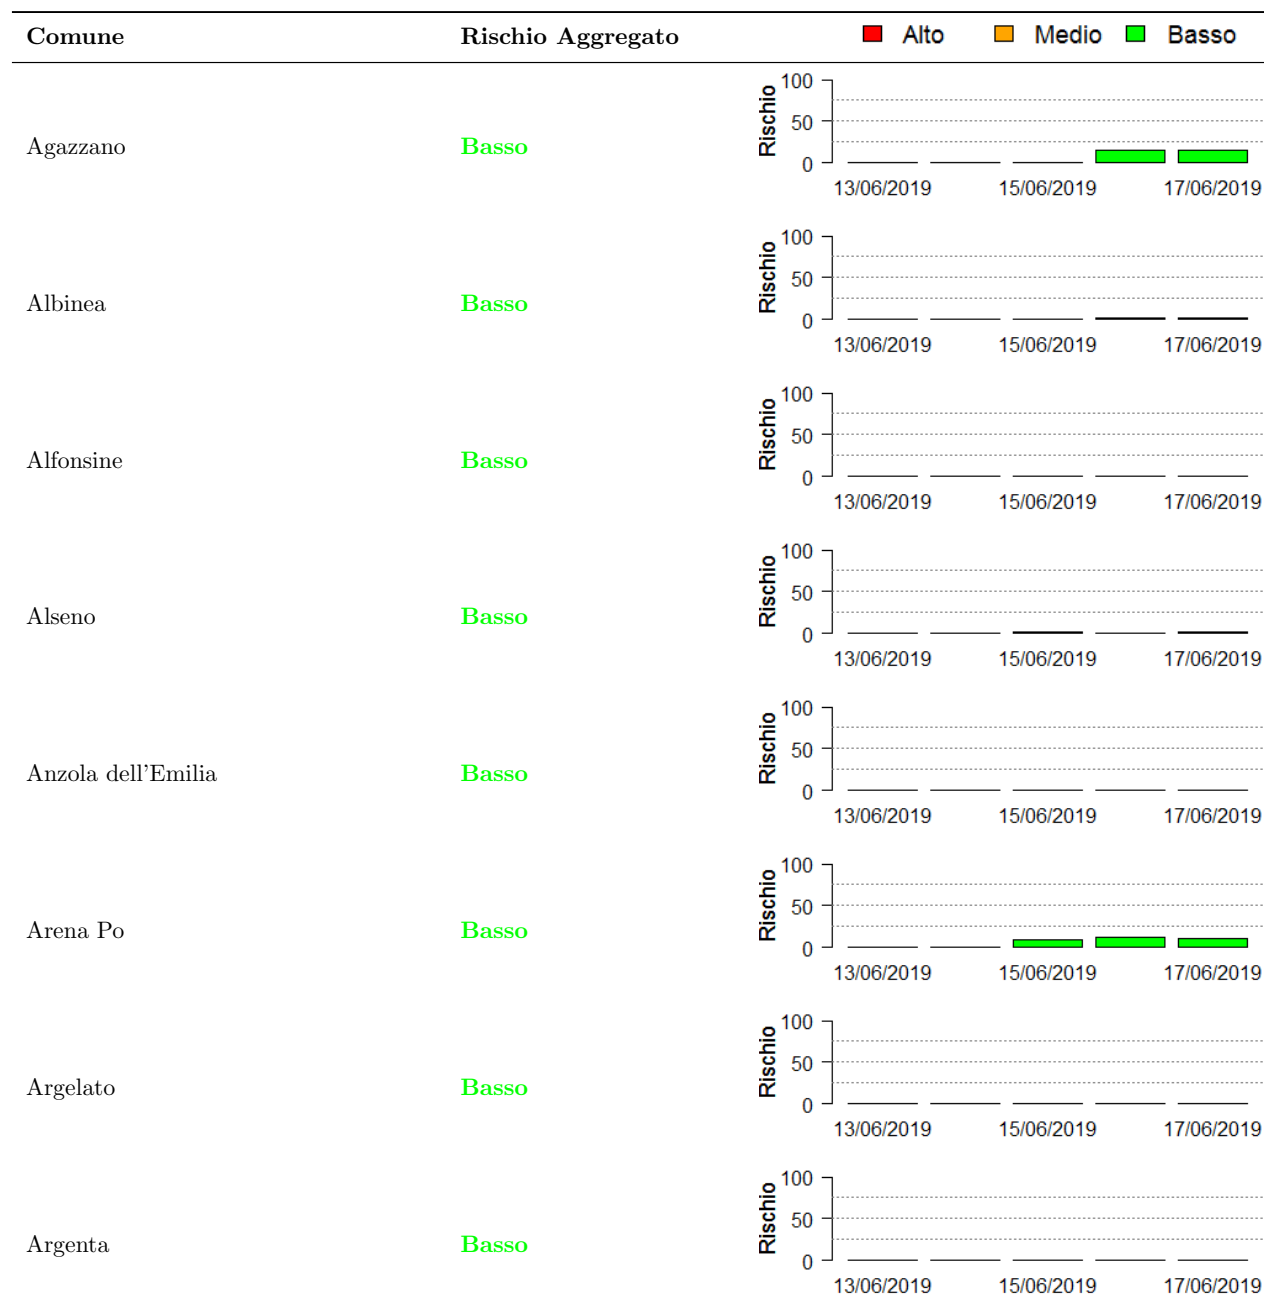 Comune Rischio Aggregato Alto Medio Basso
100
Rischio
50
Agazzano Basso
0
13/06/2019 15/06/2019 17/06/2019
100
Rischio
50
Albinea Basso
0
13/06/2019 15/06/2019 17/06/2019
100
Rischio
50
Alfonsine Basso
0
13/06/2019 15/06/2019 17/06/2019
100
Rischio
50
Alseno Basso
0
13/06/2019 15/06/2019 17/06/2019
100
Rischio
50
Anzola dell'Emilia Basso
0
13/06/2019 15/06/2019 17/06/2019
100
Rischio
50
Arena Po Basso
0
13/06/2019 15/06/2019 17/06/2019
100
Rischio
50
Argelato Basso
0
13/06/2019 15/06/2019 17/06/2019
100
Rischio
50
Argenta Basso
0
13/06/2019 15/06/2019 17/06/2019